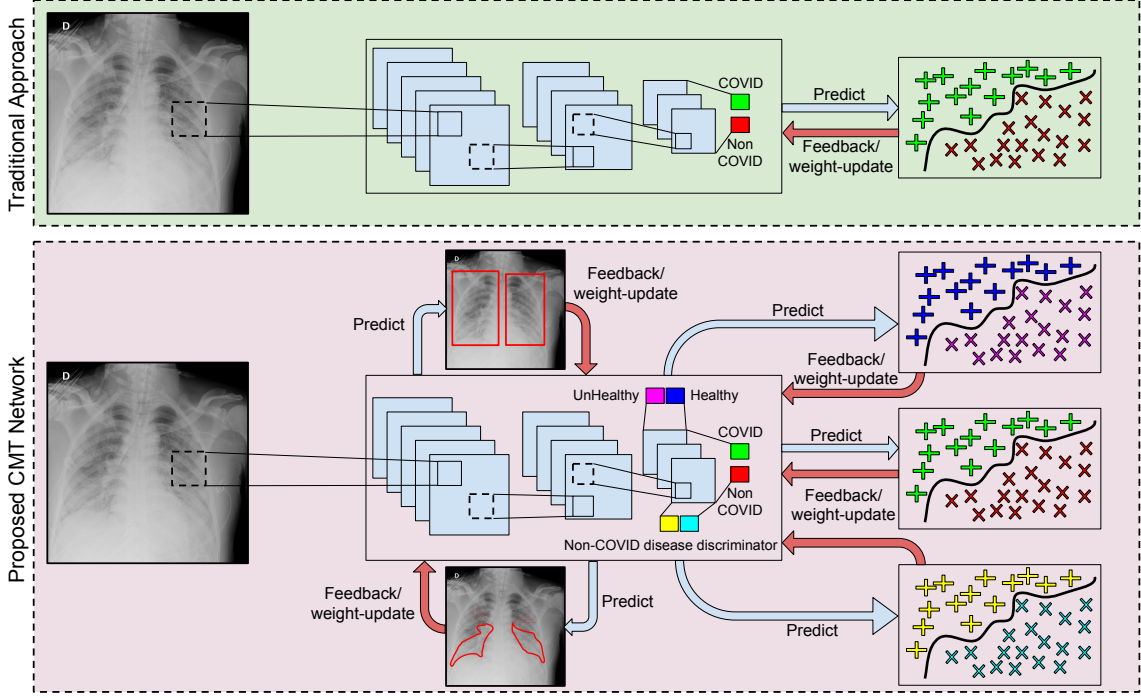 Traditional Approach
D
COVID
Non
COVID
Predict
Feedback/
weight-update
Proposed CMT Network
D
Predict
D
Feedback/
weight-update
Predict
Feedback/
weight-update
UnHealthy
Healthy
COVID
Non
COVID
Predict
Feedback/
weight-update
Non-COVID disease discriminator
Feedback/
weight-update
D
Predict
Predict